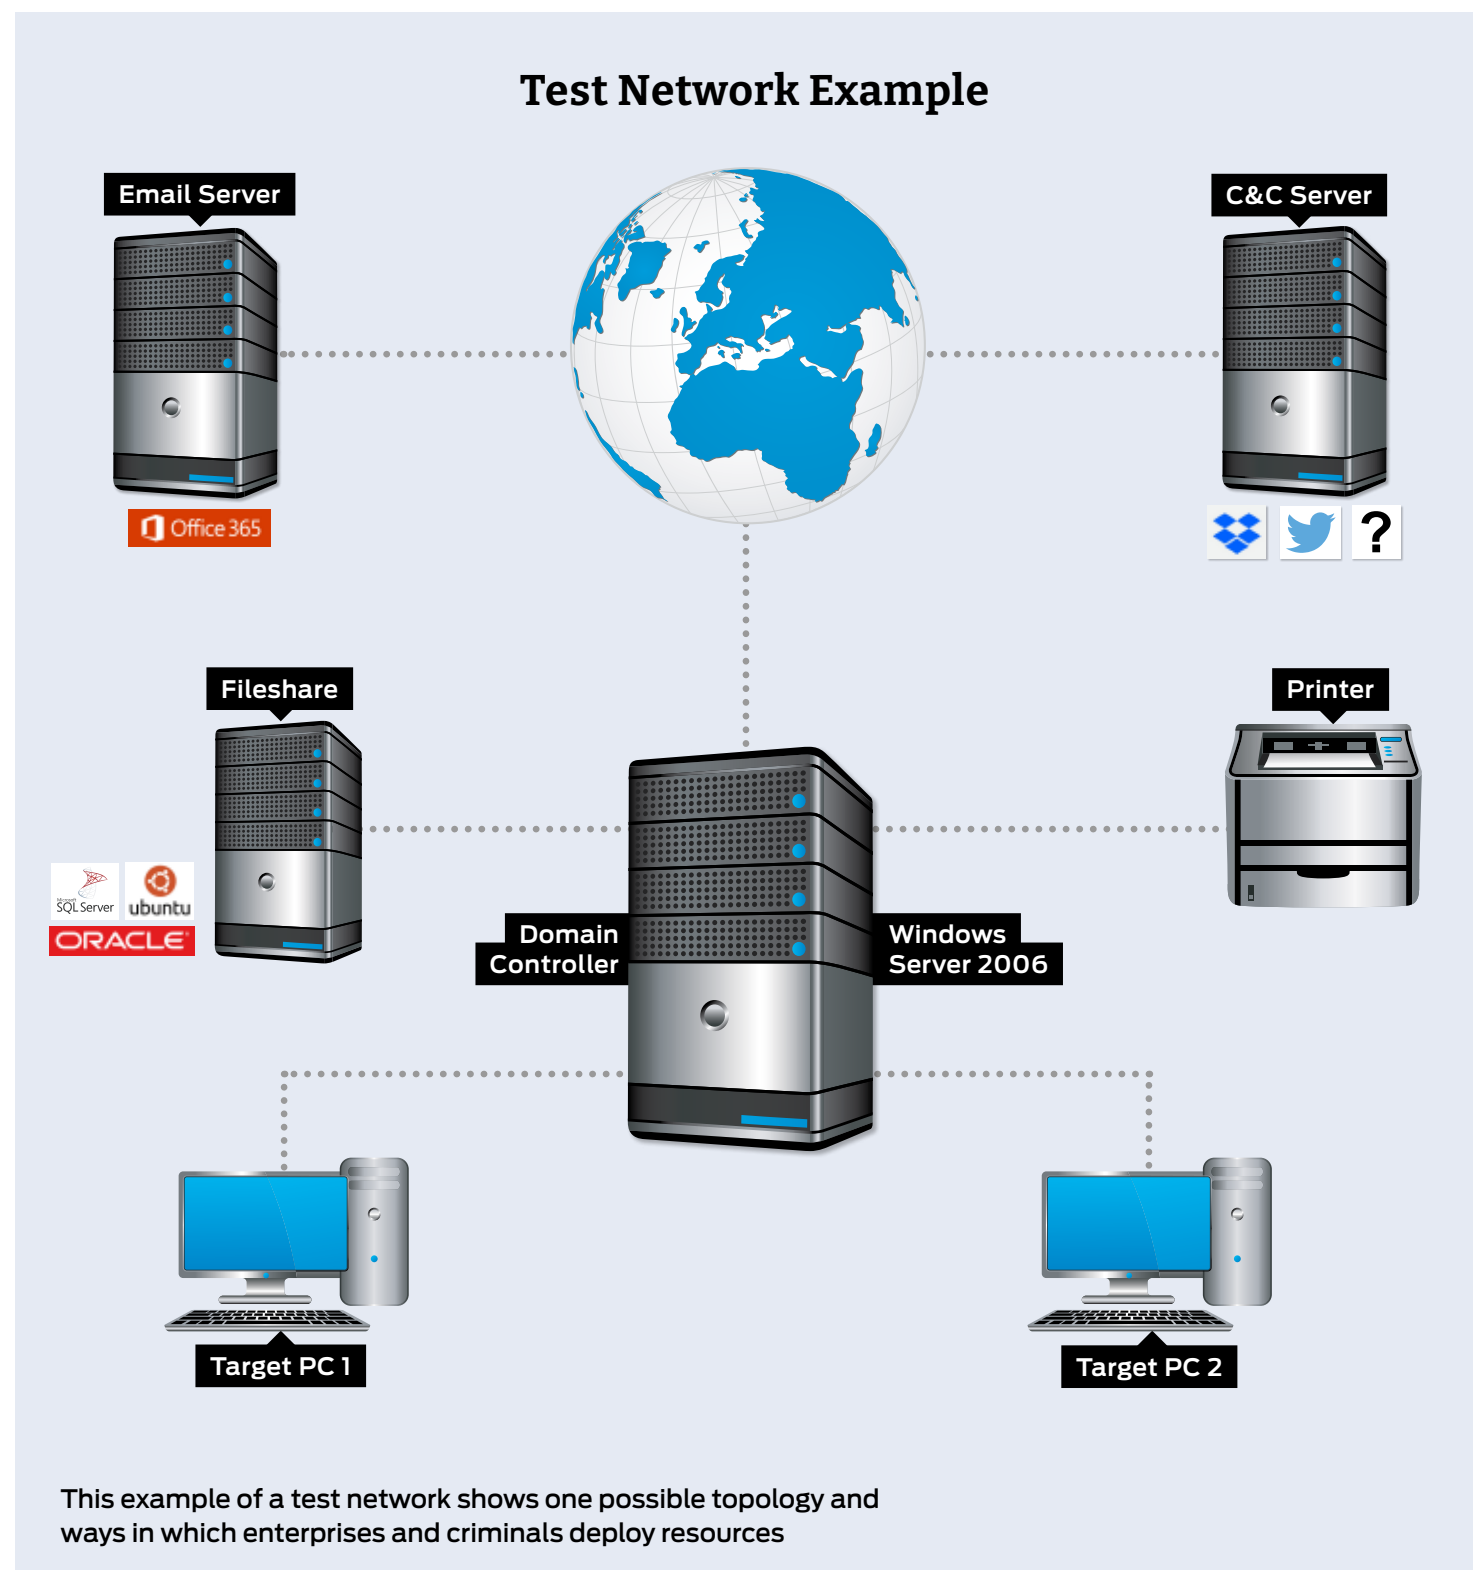 Test Network Example
Email Server
C&C Server
Office 365
?
Fileshare
Printer
Microsoft
SQL Server
ubuntu
ORACLE
Domain
Controller
Windows
Server 2006
Target PC 1
Target PC 2
This example of a test network shows one possible topology and
ways in which enterprises and criminals deploy resources